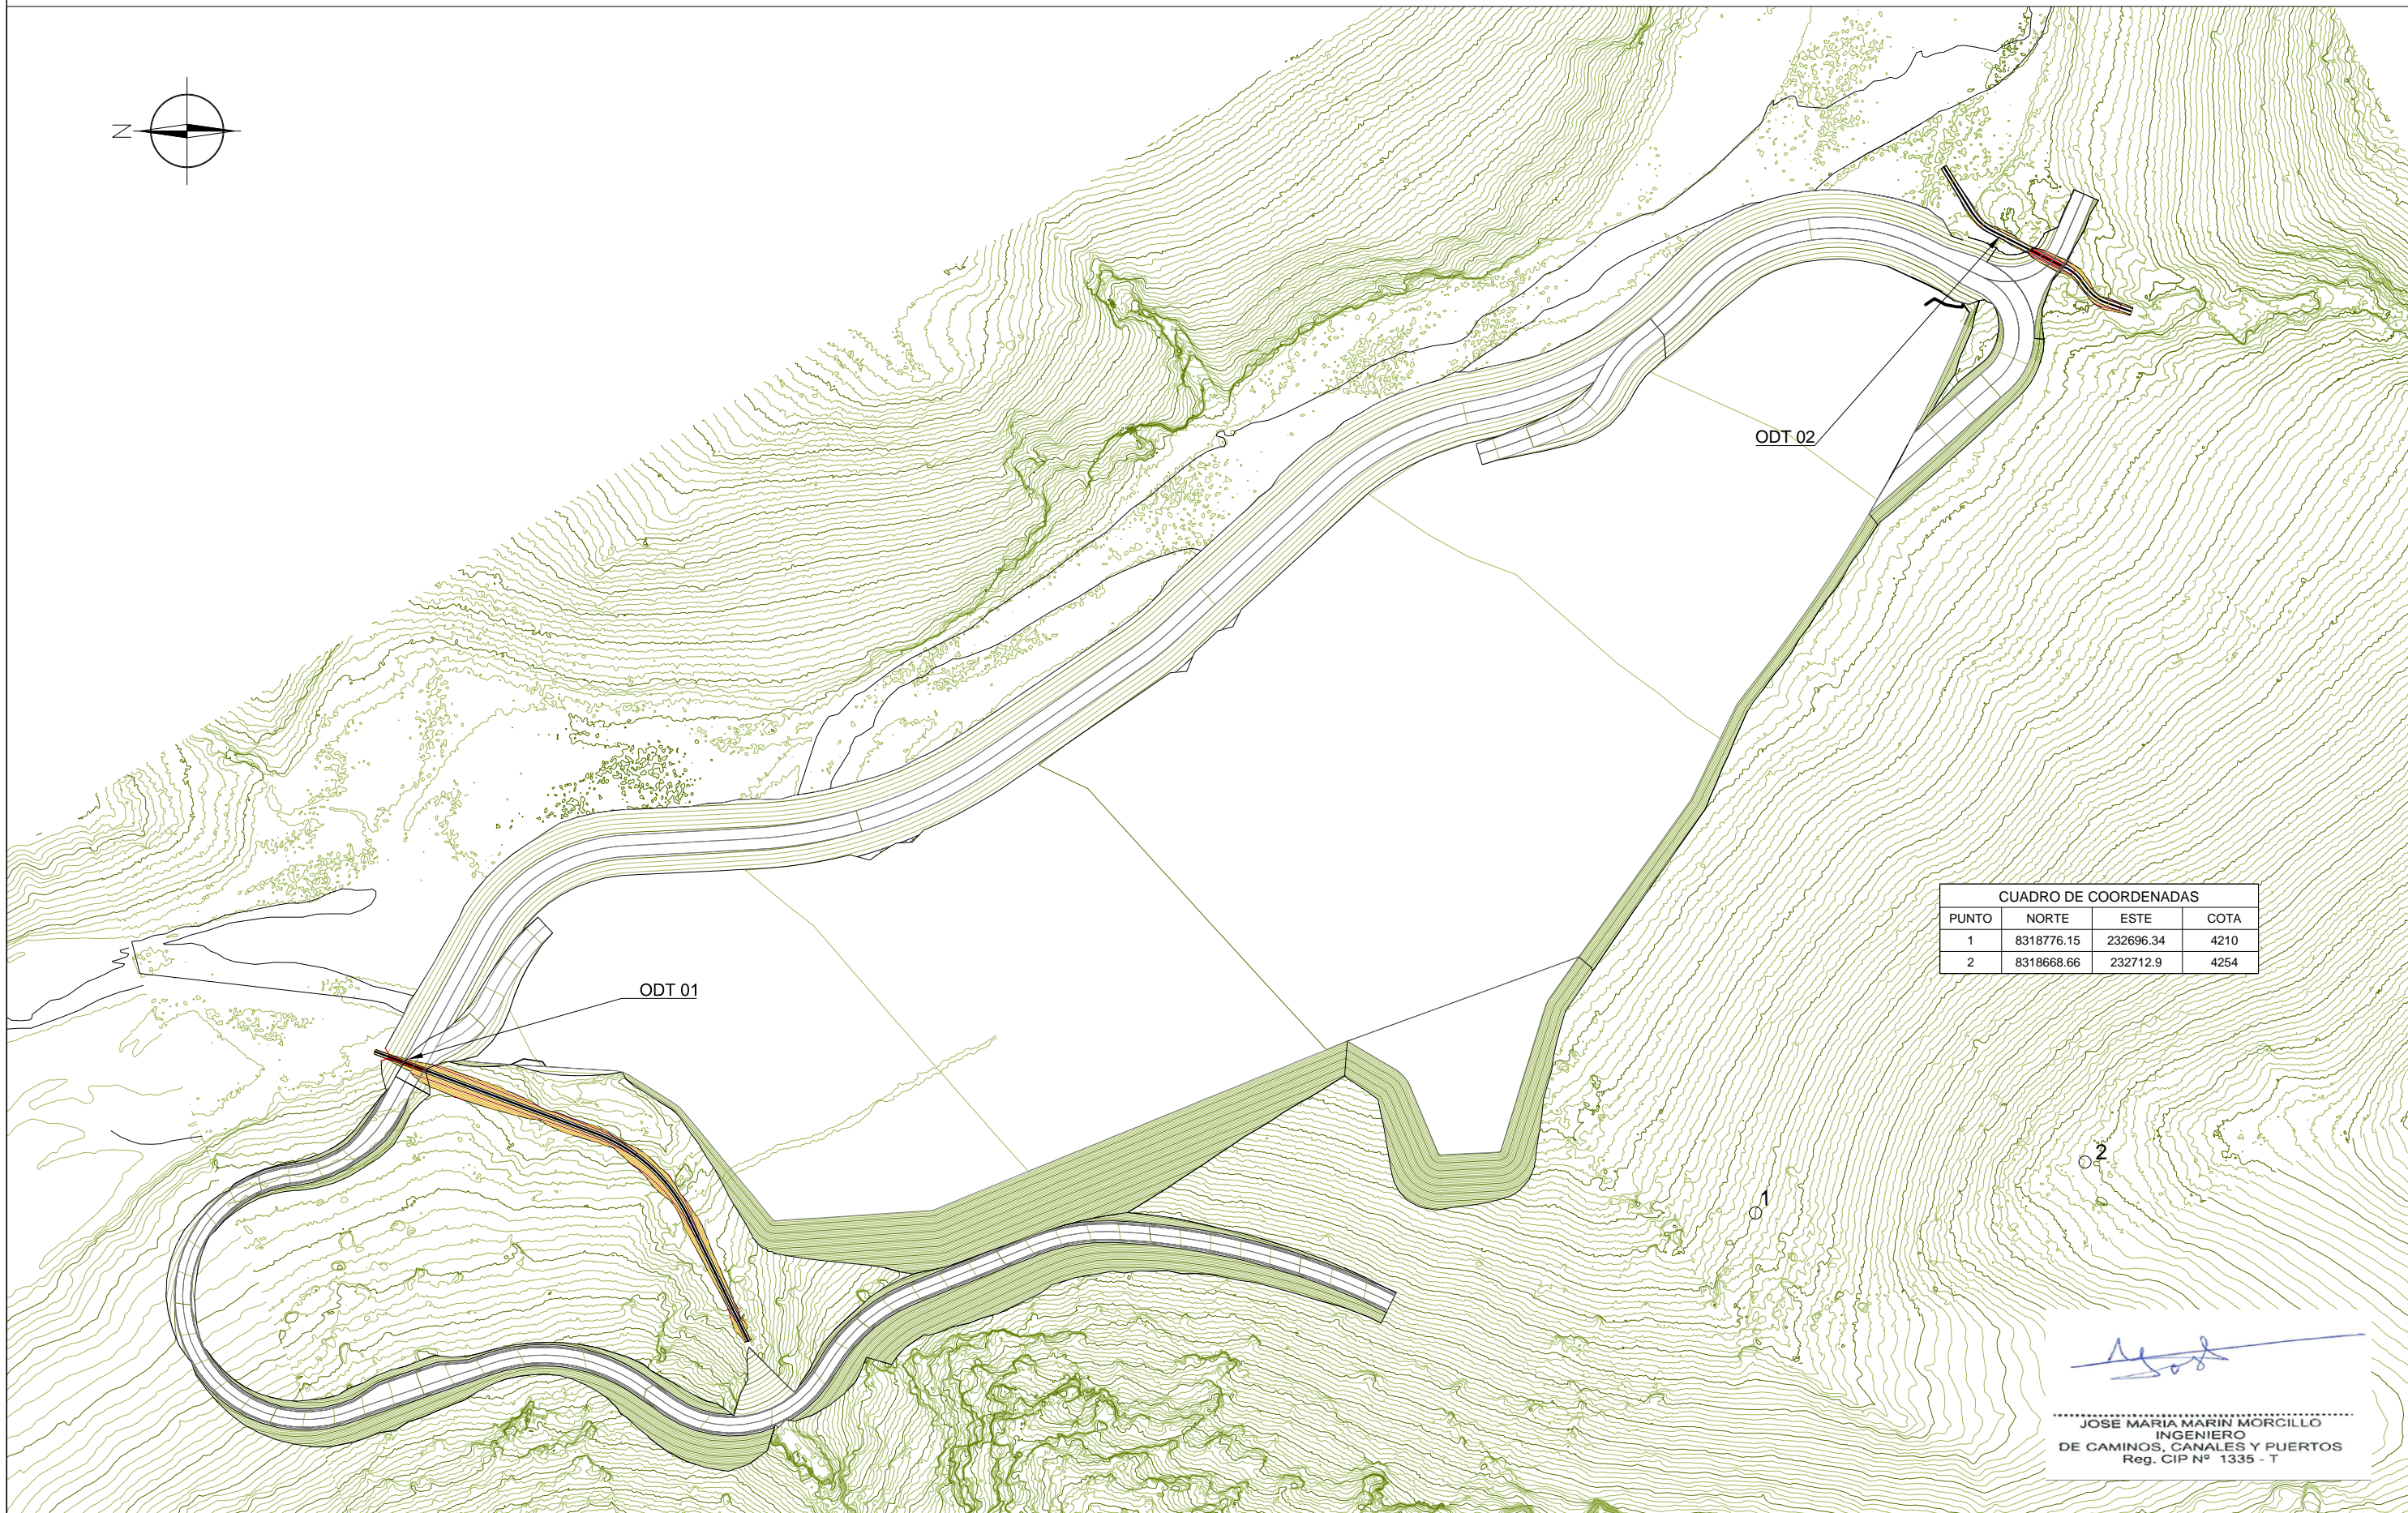 N
ODT 02
CUADRO DE COORDENADAS
PUNTO NORTE ESTE COTA
1 8318776.15 232696.34 4210
2 8318668.66 232712.9 4254
ODT 01
2
1
JOSE MARIA MARIN MORCILLO
INGENIERO
DE CAMINOS, CANALES Y PUERTOS
Reg. CIP Nº 1335 - T